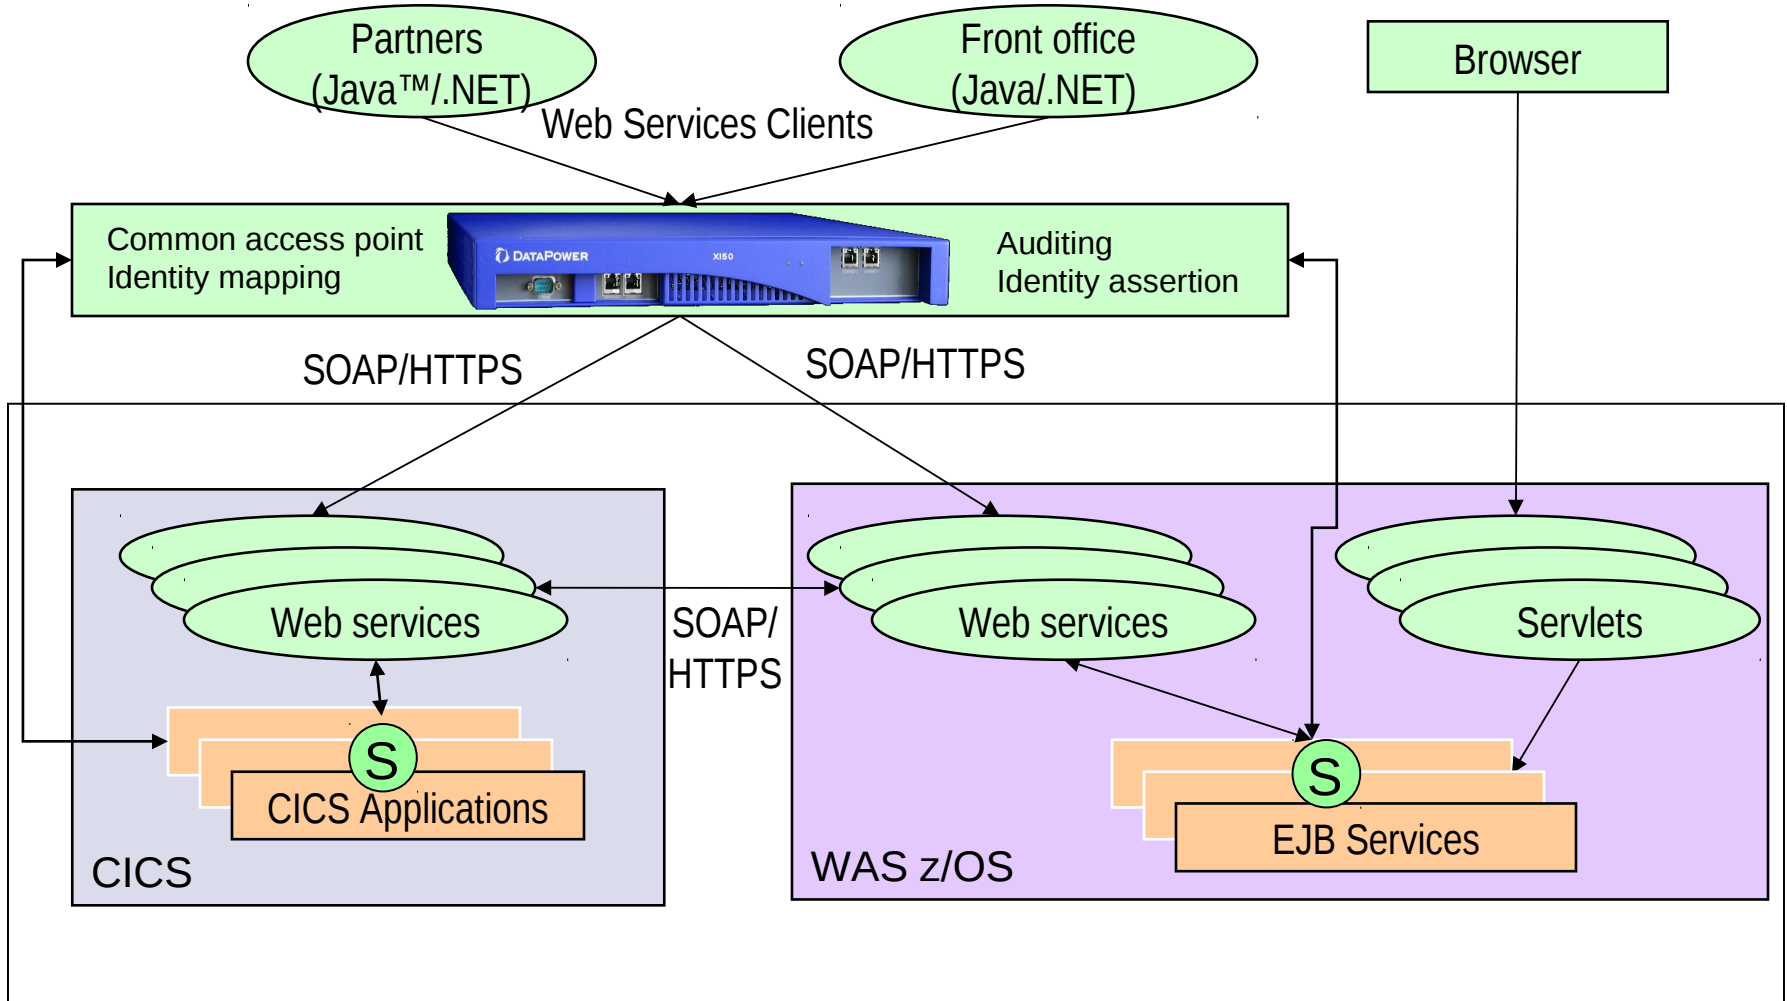 Partners
(Java™/.NET)
Front office
(Java/.NET)
Browser
Web Services Clients
Common access point
Identity mapping
DATAPOWER
XI50
Auditing
Identity assertion
SOAP/HTTPS
SOAP/HTTPS
Web services
SOAP/
HTTPS
Web services
Servlets
S
CICS Applications
CICS
S
EJB Services
WAS z/OS